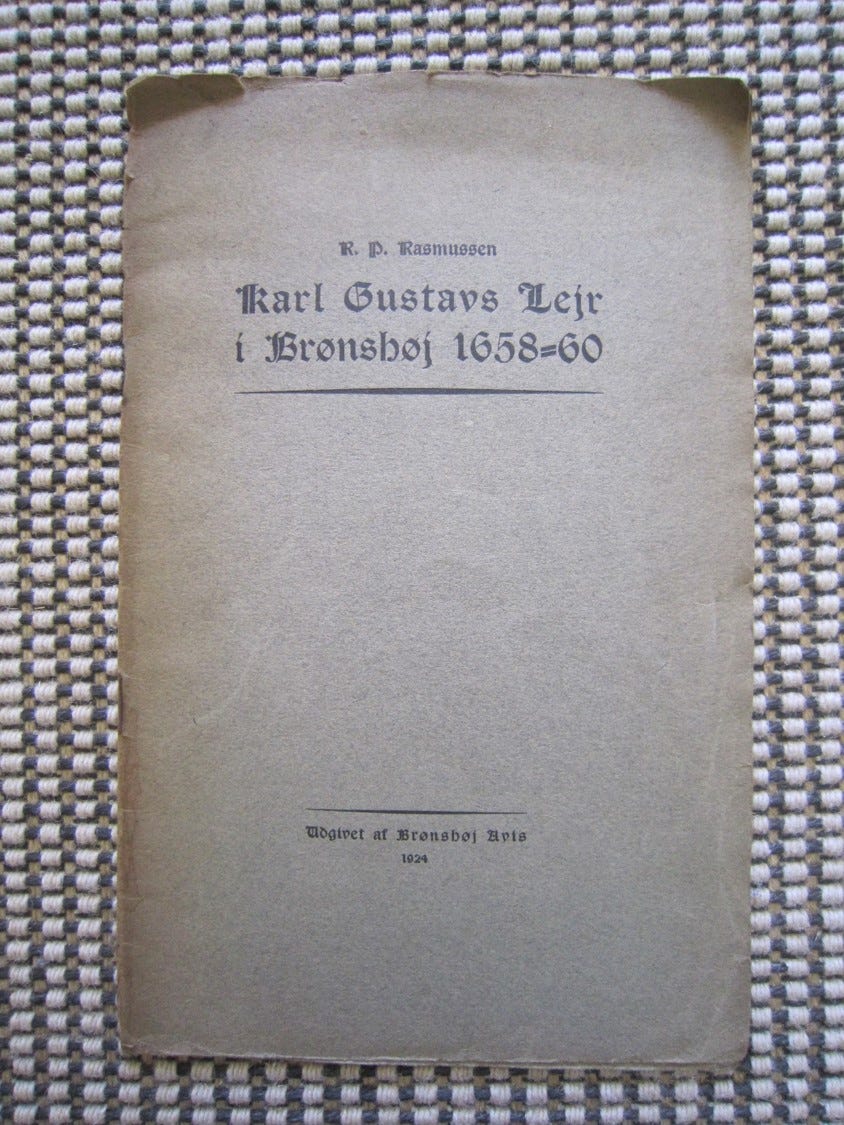 R. P. Rasmussen
Karl Gustavs Lejr
i Brønshøj 1658=60
Udgivet af Brønshøj Avis
1924